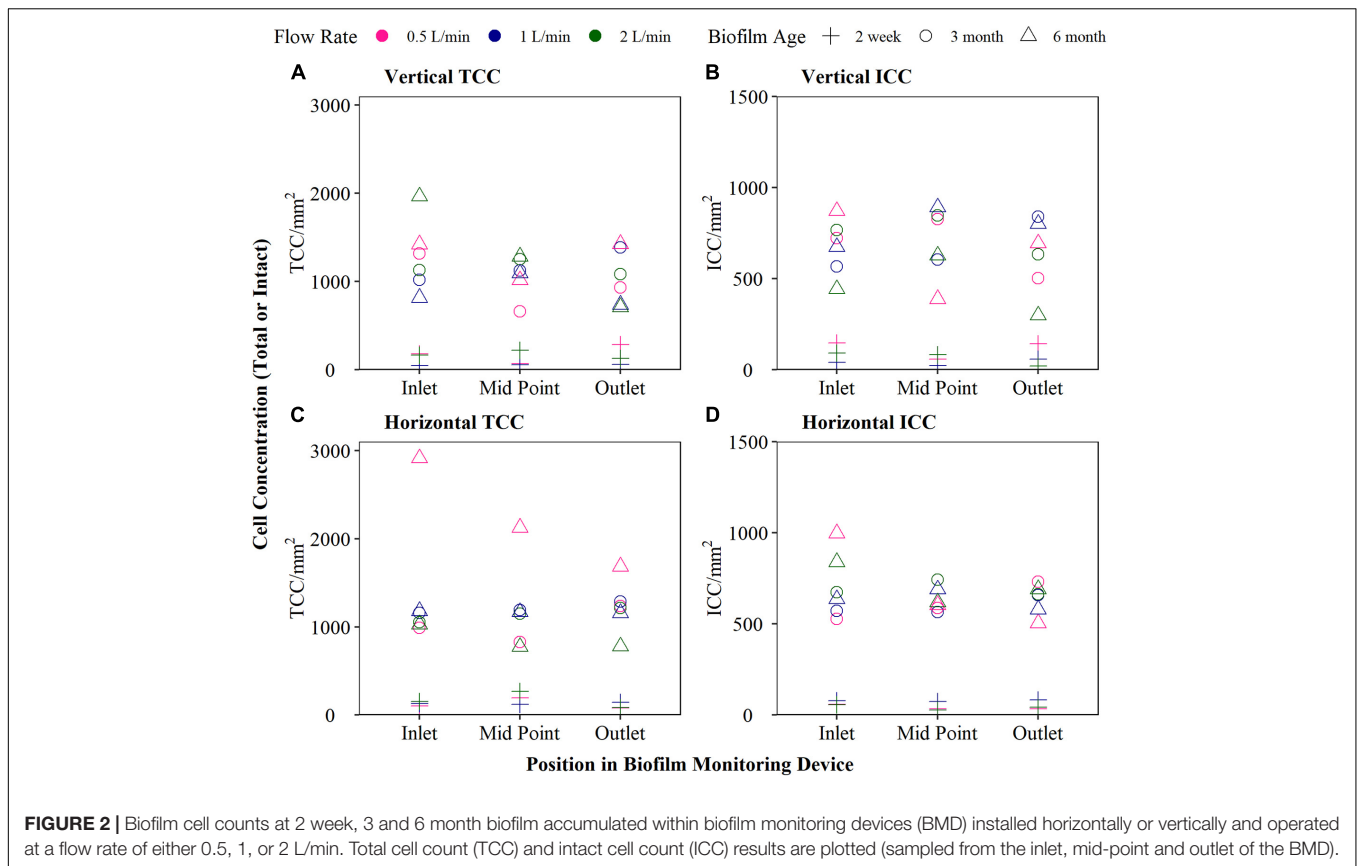 Flow Rate 0.5 L/min 1 L/min 2 L/min Biofilm Age 2 week 3 month 6 month
A Vertical TCC
B Vertical ICC
Cell Concentration (Total or Intact)
TCC/mm²
3000
2000
1000
0
Inlet Mid Point Outlet
ICC/mm²
1500
1000
500
0
Inlet Mid Point Outlet
C Horizontal TCC
D Horizontal ICC
TCC/mm²
3000
2000
1000
0
Inlet Mid Point Outlet
ICC/mm²
1500
1000
500
0
Inlet Mid Point Outlet
Position in Biofilm Monitoring Device
FIGURE 2 | Biofilm cell counts at 2 week, 3 and 6 month biofilm accumulated within biofilm monitoring devices (BMD) installed horizontally or vertically and operated
at a flow rate of either 0.5, 1, or 2 L/min. Total cell count (TCC) and intact cell count (ICC) results are plotted (sampled from the inlet, mid-point and outlet of the BMD).